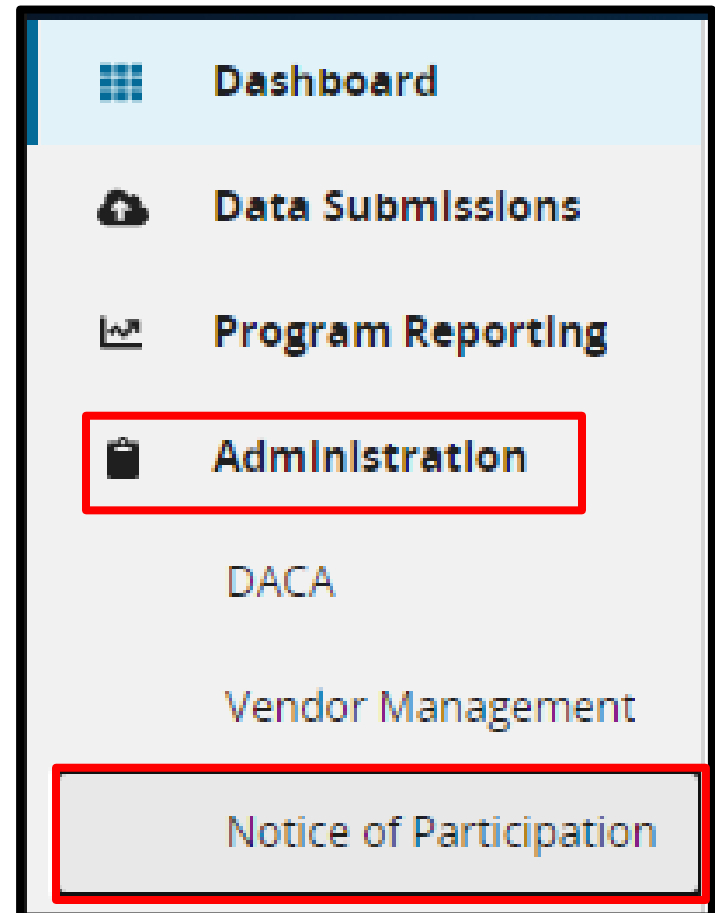 Dashboard
Data Submissions
Program Reporting
Administration
DACA
Vendor Management
Notice of Participation